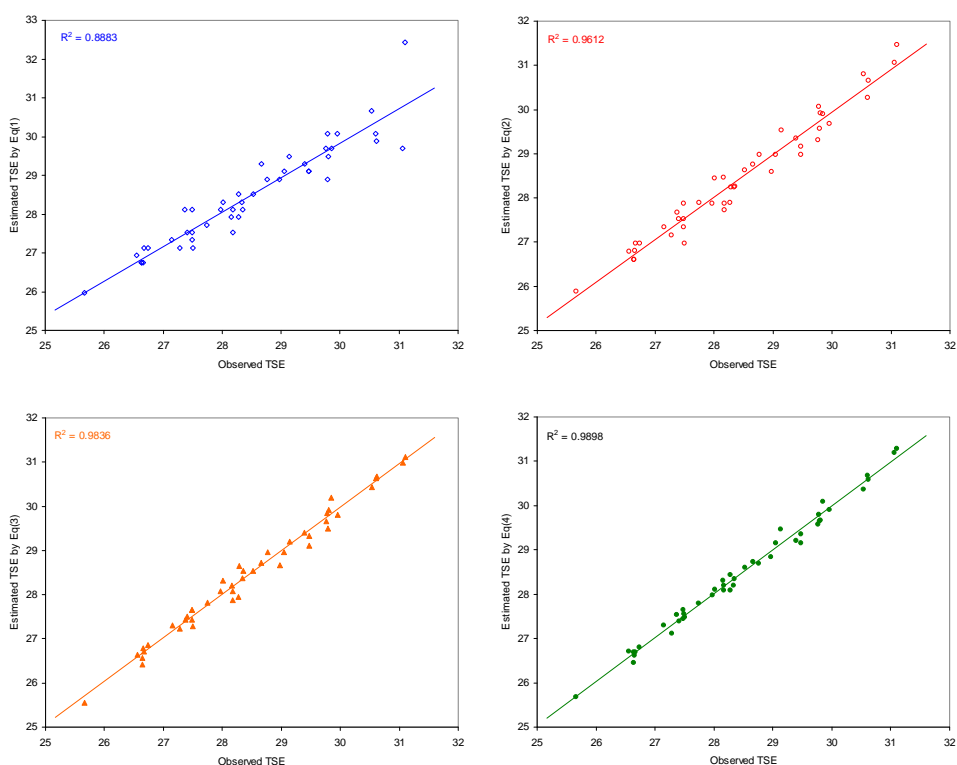 33
32
31
30
29
28
27
26
25
R² = 0.8883
Estimated TSE by Eq(1)
25 26 27 28 29 30 31 32
Observed TSE
32
31
30
29
28
27
26
25
R² = 0.9612
Estimated TSE by Eq(2)
25 26 27 28 29 30 31 32
Observed TSE
32
31
30
29
28
27
26
25
R² = 0.9836
Estimated TSE by Eq(3)
25 26 27 28 29 30 31 32
Observed TSE
32
31
30
29
28
27
26
25
R² = 0.9898
Estimated TSE by Eq(4)
25 26 27 28 29 30 31 32
Observed TSE